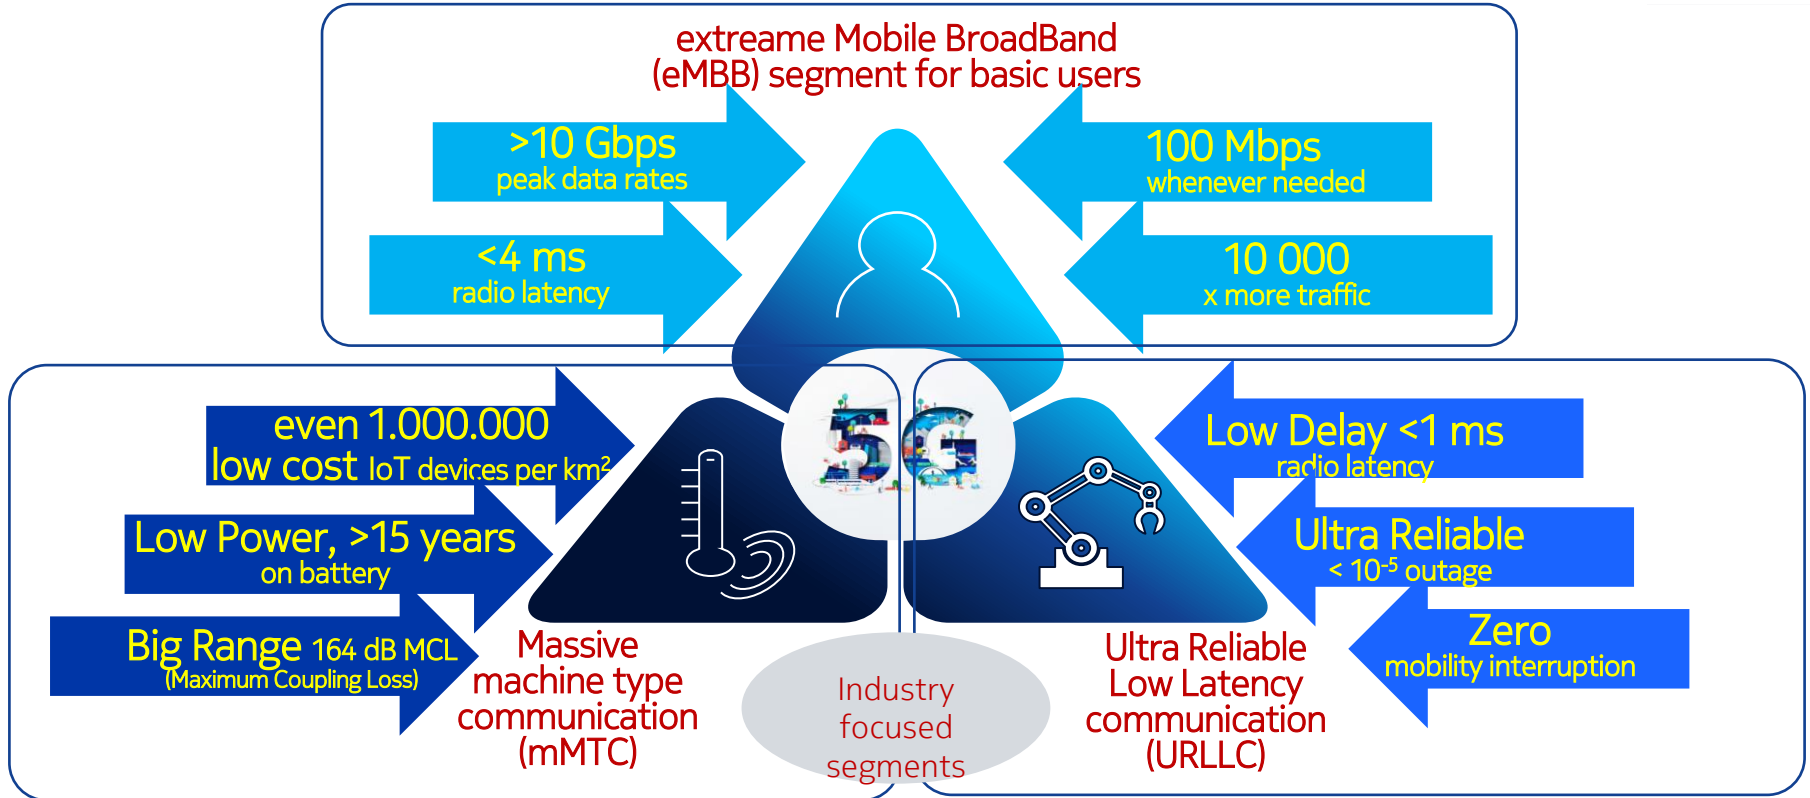 extreame Mobile BroadBand
(eMBB) segment for basic users
>10 Gbps
peak data rates
100 Mbps
whenever needed
<4 ms
radio latency
10 000
x more traffic
5G
even 1.000.000
low cost IoT devices per km²
Low Power, >15 years
on battery
Big Range 164 dB MCL
(Maximum Coupling Loss)
Massive
machine type
communication
(mMTC)
Low Delay <1 ms
radio latency
Ultra Reliable
< 10⁻⁵ outage
Zero
mobility interruption
Ultra Reliable
Low Latency
communication
(URLLC)
Industry
focused
segments